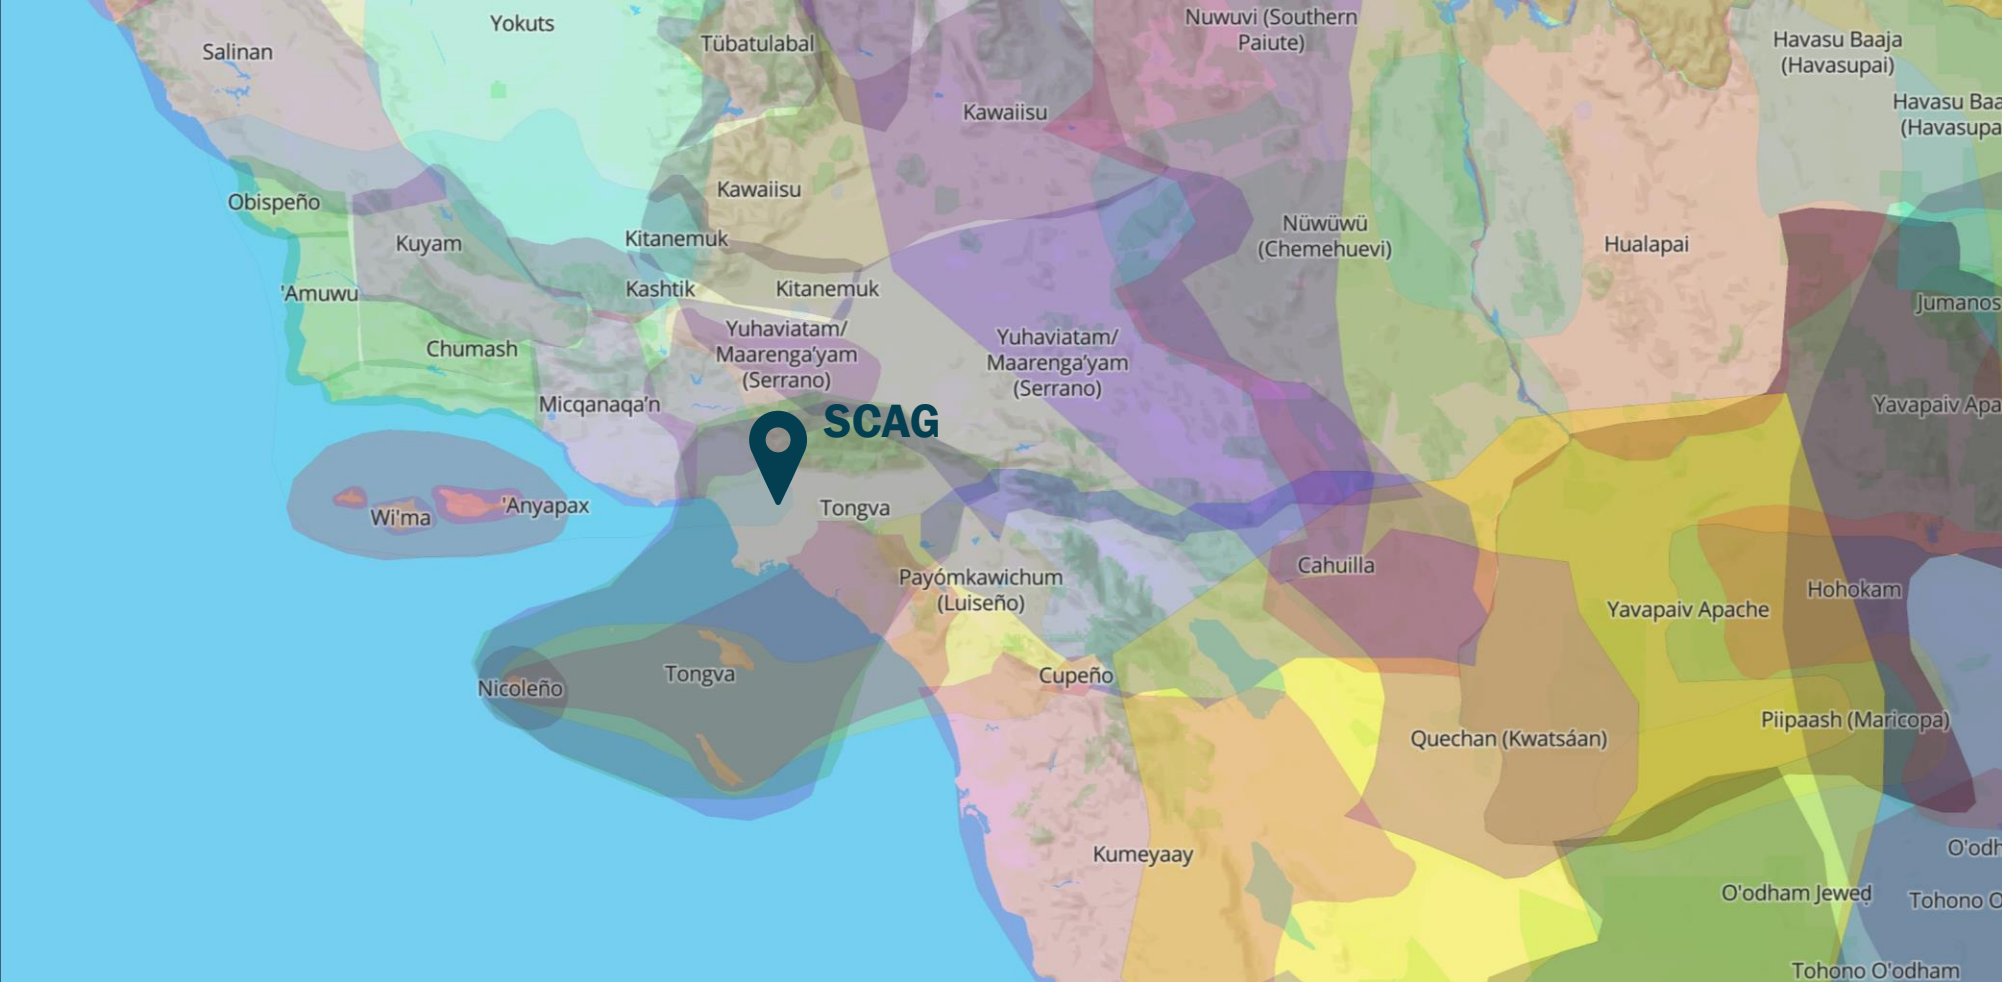 Yokuts
Salinan
Tübatulabal
Nuwuvi (Southern
Paiute)
Havasu Baaja
(Havasupai)
Havasu Baa
(Havasupa
Kawaiisu
Kawaiisu
Obispeño
Kuyam
Kitanemuk
Nüwüwü
(Chemehuevi)
Hualapai
'Amuwu
Kashtik
Kitanemuk
Jumanos
Yuhaviatam/
Maarenga'yam
(Serrano)
Yuhaviatam/
Maarenga'yam
(Serrano)
Chumash
Micqanaqa'n
Yavapaiv Apa
SCAG
Wi'ma
'Anyapax
Tongva
Payómkawichum
(Luiseño)
Cahuilla
Yavapaiv Apache
Hohokam
Nicoleño
Tongva
Cupeño
Quechan (Kwatsáan)
Piipaash (Maricopa)
Kumeyaay
O'odh
O'odham Jeweḍ
Tohono O
Tohono O'odham